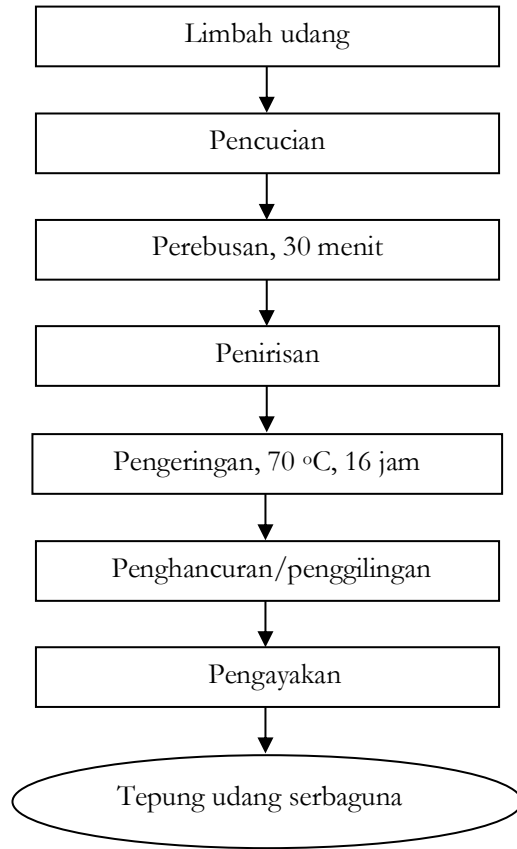 Limbah udang
Pencucian
Perebusan, 30 menit
Penirisan
Pengeringan, 70 °C, 16 jam
Penghancuran/penggilingan
Pengayakan
Tepung udang serbaguna